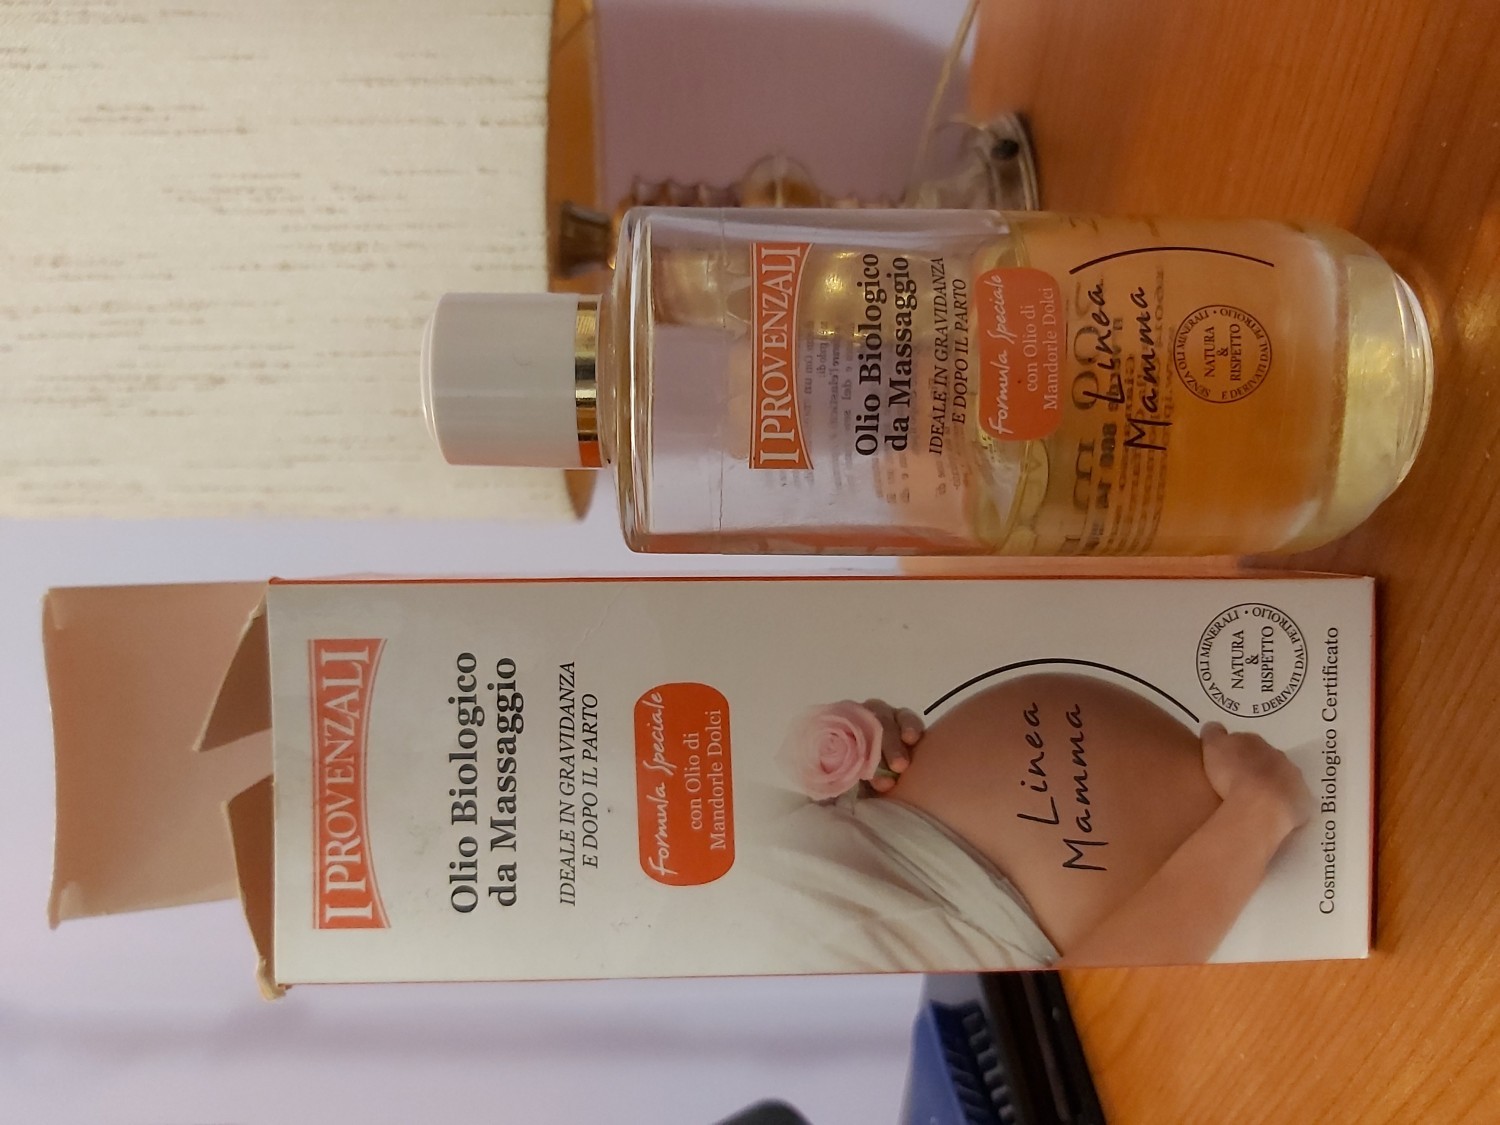 I PROVENZALI
Olio Biologico
da Massaggio
IDEALE IN GRAVIDANZA
E DOPO IL PARTO
Formula Speciale
con Olio di
Mandorle Dolci
Linea
Mamma
SENZA OLI MINERALI • OLIO
E DERIVATI DAL PETROLIO
NATURA
&
RISPETTO
I PROVENZALI
Olio Biologico
da Massaggio
IDEALE IN GRAVIDANZA
E DOPO IL PARTO
Formula Speciale
con Olio di
Mandorle Dolci
Linea
Mamma
SENZA OLI MINERALI •
E DERIVATI DAL PETROLIO
NATURA
&
RISPETTO
Cosmetico Biologico Certificato